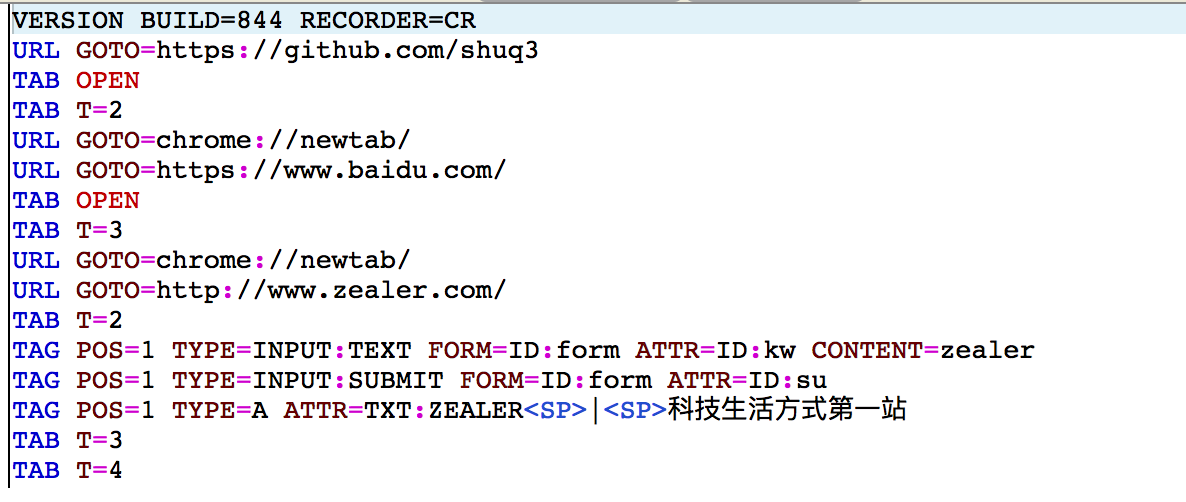 VERSION BUILD=844 RECORDER=CR
URL GOTO=https://github.com/shuq3
TAB OPEN
TAB T=2
URL GOTO=chrome://newtab/
URL GOTO=https://www.baidu.com/
TAB OPEN
TAB T=3
URL GOTO=chrome://newtab/
URL GOTO=http://www.zealer.com/
TAB T=2
TAG POS=1 TYPE=INPUT:TEXT FORM=ID:form ATTR=ID:kw CONTENT=zealer
TAG POS=1 TYPE=INPUT:SUBMIT FORM=ID:form ATTR=ID:su
TAG POS=1 TYPE=A ATTR=TXT:ZEALER<SP>|<SP>科技生活方式第一站
TAB T=3
TAB T=4